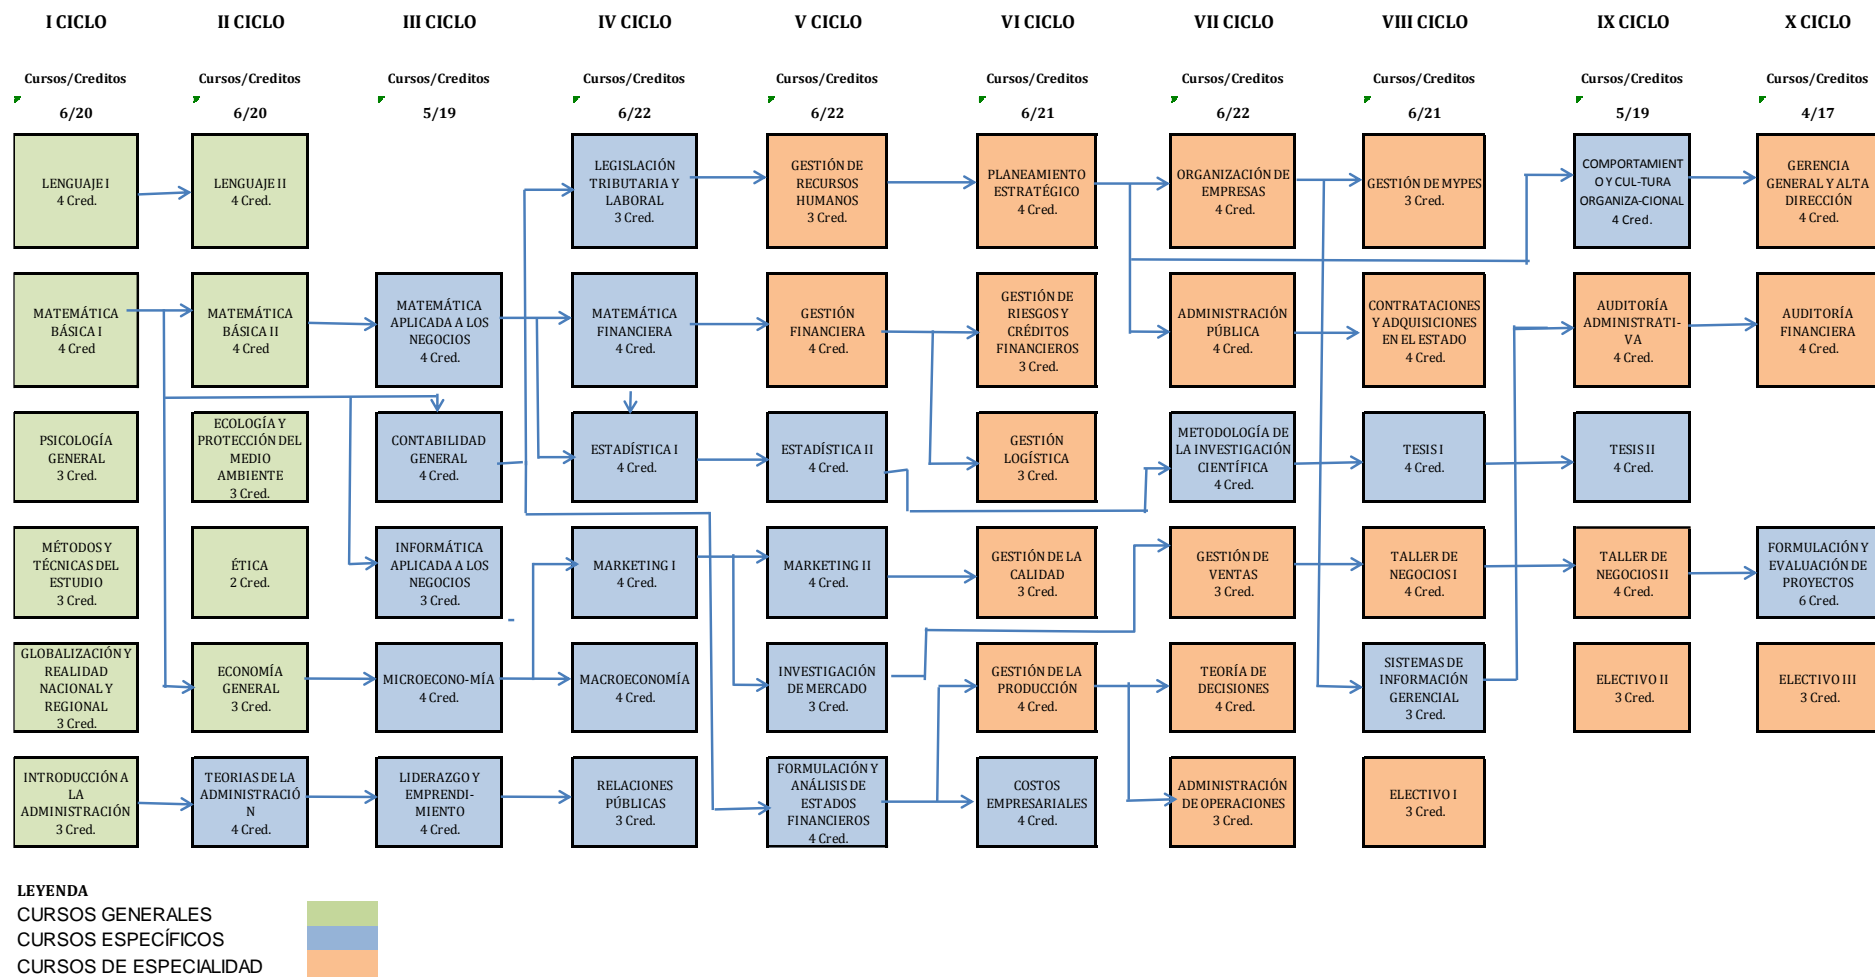 I CICLO
II CICLO
III CICLO
IV CICLO
V CICLO
VI CICLO
VII CICLO
VIII CICLO
IX CICLO
X CICLO
Cursos/Creditos
Cursos/Creditos
Cursos/Creditos
Cursos/Creditos
Cursos/Creditos
Cursos/Creditos
Cursos/Creditos
Cursos/Creditos
Cursos/Creditos
Cursos/Creditos
6/20
6/20
5/19
6/22
6/22
6/21
6/22
6/21
5/19
4/17
LENGUAJE I
4 Cred.
LENGUAJE II
4 Cred.
LEGISLACIÓN
TRIBUTARIA Y
LABORAL
3 Cred.
GESTIÓN DE
RECURSOS
HUMANOS
3 Cred.
PLANEAMIENTO
ESTRATÉGICO
4 Cred.
ORGANIZACIÓN DE
EMPRESAS
4 Cred.
GESTIÓN DE MYPES
3 Cred.
COMPORTAMIENT
O Y CUL-TURA
ORGANIZA-CIONAL
4 Cred.
GERENCIA
GENERAL Y ALTA
DIRECCIÓN
4 Cred.
MATEMÁTICA
BÁSICA I
4 Cred
MATEMÁTICA
BÁSICA II
4 Cred
MATEMÁTICA
APLICADA A LOS
NEGOCIOS
4 Cred.
MATEMÁTICA
FINANCIERA
4 Cred.
GESTIÓN
FINANCIERA
4 Cred.
GESTIÓN DE
RIESGOS Y
CRÉDITOS
FINANCIEROS
3 Cred.
ADMINISTRACIÓN
PÚBLICA
4 Cred.
CONTRATACIONES
Y ADQUISICIONES
EN EL ESTADO
4 Cred.
AUDITORÍA
ADMINISTRATI-
VA
4 Cred.
AUDITORÍA
FINANCIERA
4 Cred.
PSICOLOGÍA
GENERAL
3 Cred.
ECOLOGÍA Y
PROTECCIÓN DEL
MEDIO
AMBIENTE
3 Cred.
CONTABILIDAD
GENERAL
4 Cred.
ESTADÍSTICA I
4 Cred.
ESTADÍSTICA II
4 Cred.
GESTIÓN
LOGÍSTICA
3 Cred.
METODOLOGÍA DE
LA INVESTIGACIÓN
CIENTÍFICA
4 Cred.
TESIS I
4 Cred.
TESIS II
4 Cred.
MÉTODOS Y
TÉCNICAS DEL
ESTUDIO
3 Cred.
ÉTICA
2 Cred.
INFORMÁTICA
APLICADA A LOS
NEGOCIOS
3 Cred.
MARKETING I
4 Cred.
MARKETING II
4 Cred.
GESTIÓN DE LA
CALIDAD
3 Cred.
GESTIÓN DE
VENTAS
3 Cred.
TALLER DE
NEGOCIOS I
4 Cred.
TALLER DE
NEGOCIOS II
4 Cred.
FORMULACIÓN Y
EVALUACIÓN DE
PROYECTOS
6 Cred.
GLOBALIZACIÓN Y
REALIDAD
NACIONAL Y
REGIONAL
3 Cred.
ECONOMÍA
GENERAL
3 Cred.
MICROECONO-MÍA
4 Cred.
MACROECONOMÍA
4 Cred.
INVESTIGACIÓN
DE MERCADO
3 Cred.
GESTIÓN DE LA
PRODUCCIÓN
4 Cred.
TEORÍA DE
DECISIONES
4 Cred.
SISTEMAS DE
INFORMACIÓN
GERENCIAL
3 Cred.
ELECTIVO II
3 Cred.
ELECTIVO III
3 Cred.
INTRODUCCIÓN A
LA
ADMINISTRACIÓN
3 Cred.
TEORIAS DE LA
ADMINISTRACIÓ
N
4 Cred.
LIDERAZGO Y
EMPRENDI-
MIENTO
4 Cred.
RELACIONES
PÚBLICAS
3 Cred.
FORMULACIÓN Y
ANÁLISIS DE
ESTADOS
FINANCIEROS
4 Cred.
COSTOS
EMPRESARIALES
4 Cred.
ADMINISTRACIÓN
DE OPERACIONES
3 Cred.
ELECTIVO I
3 Cred.
LEYENDA
CURSOS GENERALES
CURSOS ESPECÍFICOS
CURSOS DE ESPECIALIDAD